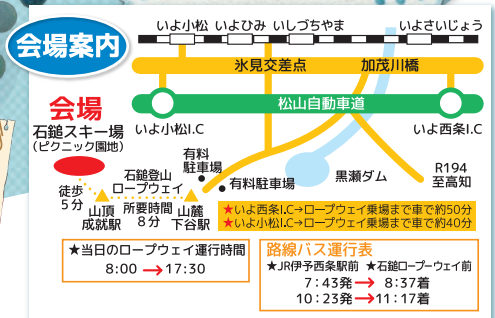 会場案内
いよ小松 いよひみ いしづちやま いよさいじょう
氷見交差点 加茂川橋
松山自動車道
いよ小松I.C
いよ西条I.C
会場
石鎚スキー場
(ピクニック園地)
徒歩
5分
山頂
成就駅
石鎚登山
ロープウェイ
所要時間
8分
山麓
下谷駅
有料
駐車場
有料駐車場
黒瀬ダム
R194
至高知
★いよ西条I.C→ロープウェイ乗場まで車で約50分
★いよ小松I.C→ロープウェイ乗場まで車で約40分
★当日のロープウェイ運行時間
8:00 → 17:30
路線バス運行表
★JR伊予西条駅前 ★石鎚ロープーウェイ前
7:43発→ 8:37着
10:23発→11:17着